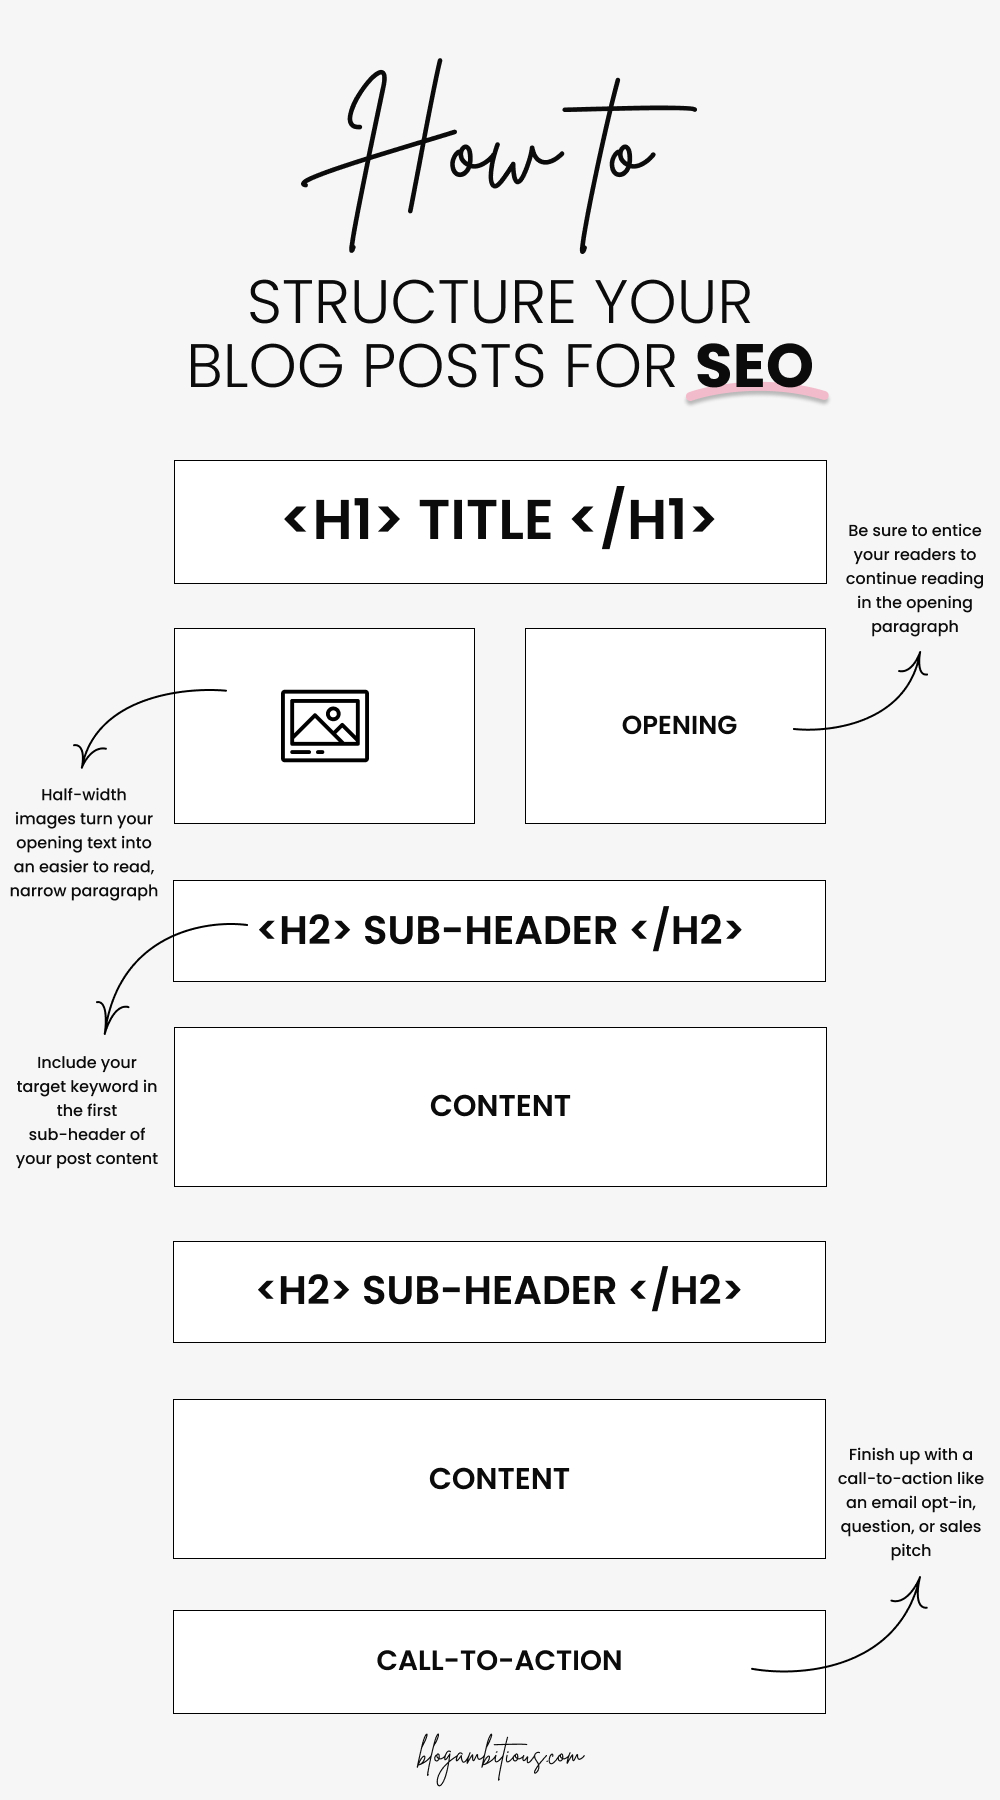 How to
STRUCTURE YOUR
BLOG POSTS FOR SEO
<H1> TITLE </H1>
Be sure to entice
your readers to
continue reading
in the opening
paragraph
OPENING
Half-width
images turn your
opening text into
an easier to read,
narrow paragraph
<H2> SUB-HEADER </H2>
Include your
target keyword in
the first
sub-header of
your post content
CONTENT
<H2> SUB-HEADER </H2>
CONTENT
Finish up with a
call-to-action like
an email opt-in,
question, or sales
pitch
CALL-TO-ACTION
blogambitious.com